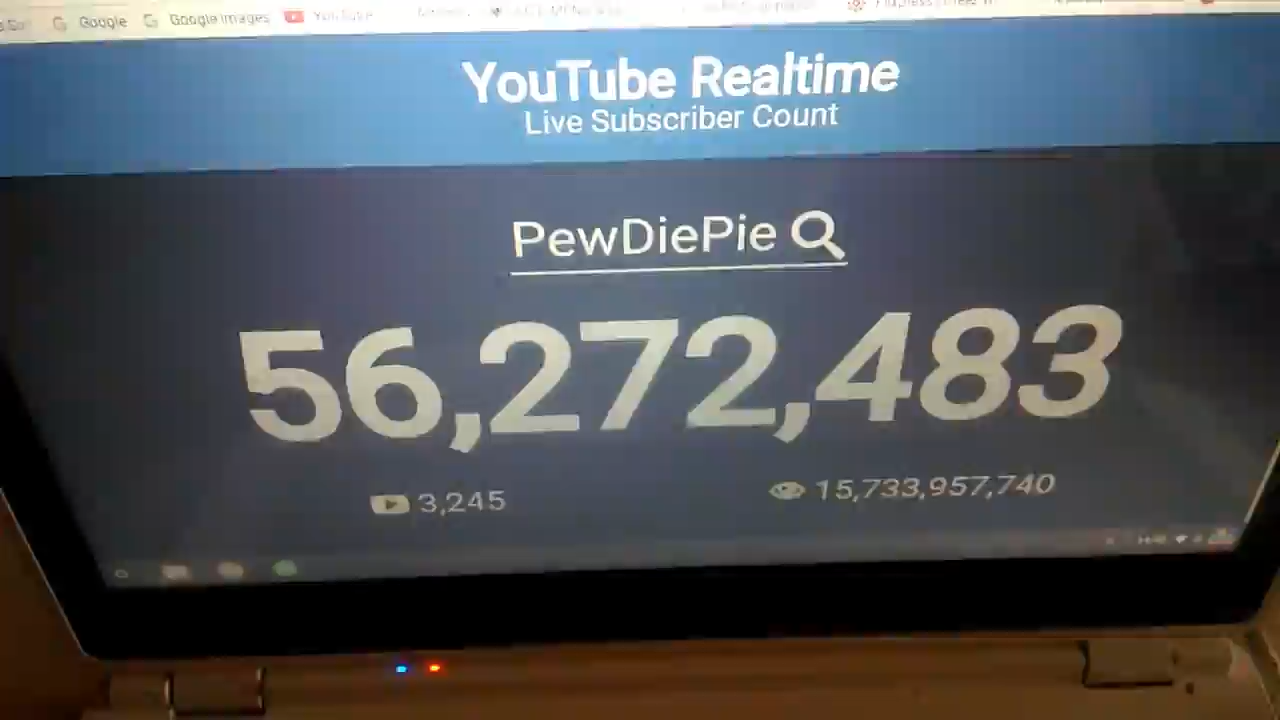 Google Google Images YouTube
YouTube Realtime
Live Subscriber Count
PewDiePie
56,272,483
3,245 15,733,957,740